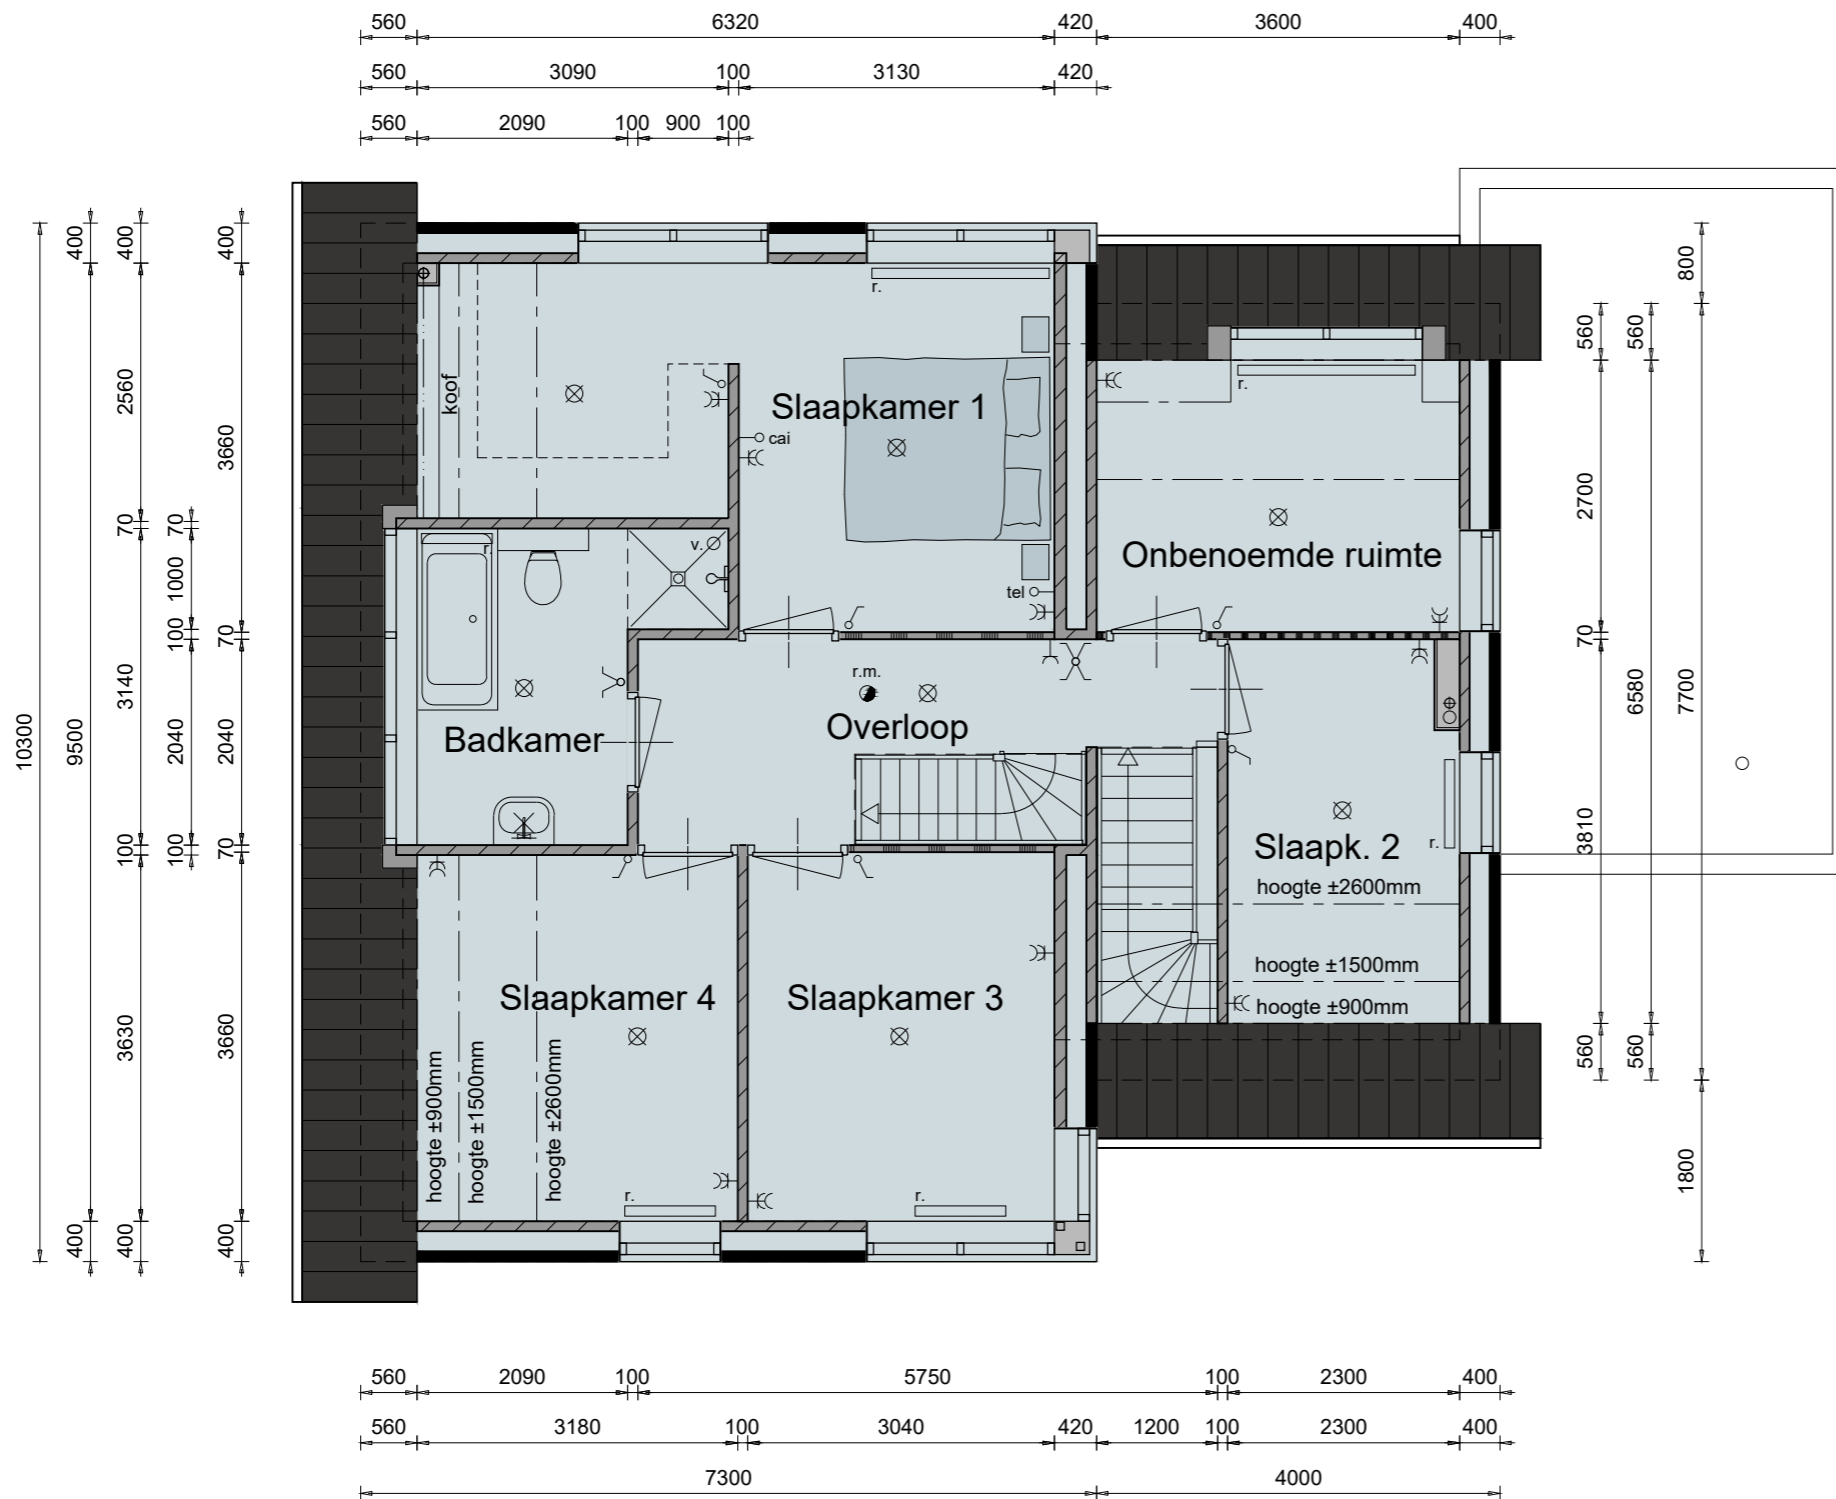 560 6320 420 3600 400
560 3090 100 3130 420
560 2090 100 900 100
400 400 400 800
560 560
r. r.
koof
Slaapkamer 1
cai
2560 3660 2700
10300 9500
70 70
1000
r. v.
Onbenoemde ruimte
tel
100 70 70
3140
r.m.
Overloop
Badkamer
2040 2040
6580 7700
3810
Slaapk. 2
r.
100 100 70
hoogte ±2600mm
hoogte ±1500mm
hoogte ±900mm
Slaapkamer 4
Slaapkamer 3
3630 3660
560 560
hoogte ±900mm
hoogte ±1500mm
hoogte ±2600mm
1800
r. r.
400 400 400
560 2090 100 5750 100 2300 400
560 3180 100 3040 420 1200 100 2300 400
7300 4000